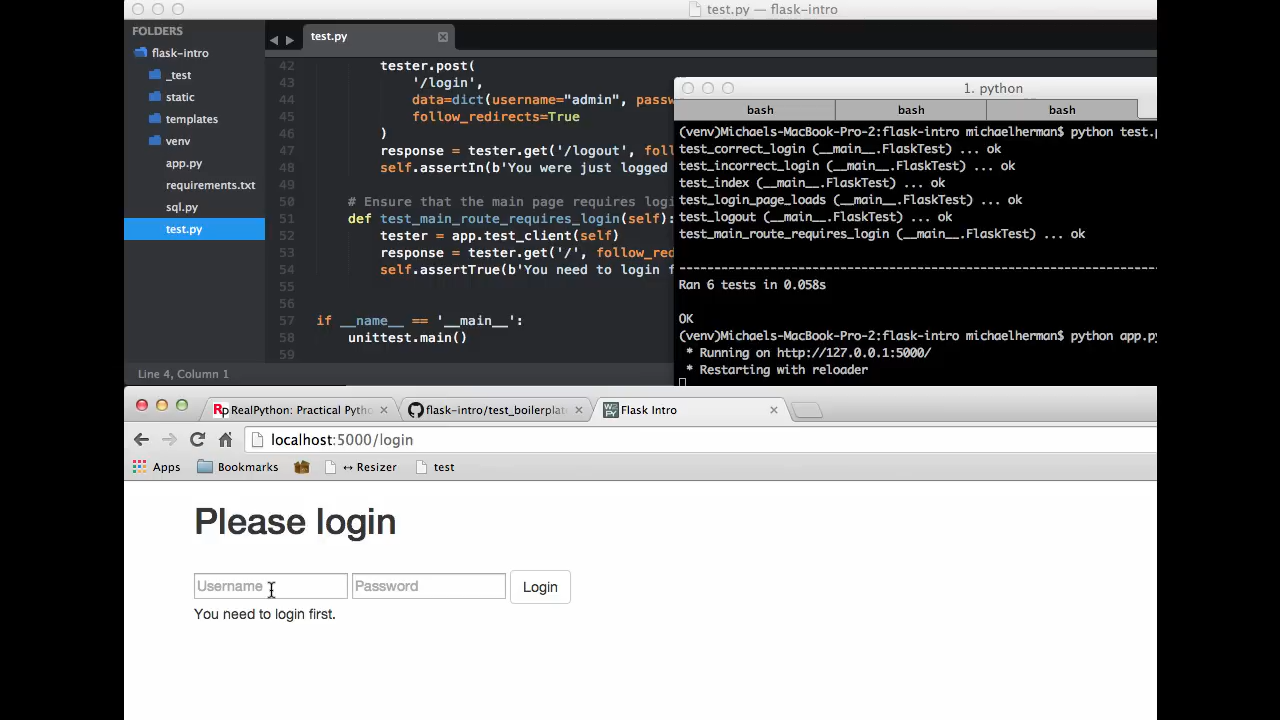 test.py — flask-intro
FOLDERS
flask-intro
_test
static
templates
venv
app.py
requirements.txt
sql.py
test.py
test.py
42 tester.post(
43 '/login',
44 data=dict(username="admin", passw
45 follow_redirects=True
46 )
47 response = tester.get('/logout', foll
48 self.assertIn(b'You were just logged
49
50 # Ensure that the main page requires logi
51 def test_main_route_requires_login(self):
52 tester = app.test_client(self)
53 response = tester.get('/', follow_red
54 self.assertTrue(b'You need to login f
55
56
57 if __name__ == '__main__':
58 unittest.main()
59
Line 4, Column 1
1. python
bash bash bash
(venv)Michaels-MacBook-Pro-2:flask-intro michaelherman$ python test.p
test_correct_login (__main__.FlaskTest) ... ok
test_incorrect_login (__main__.FlaskTest) ... ok
test_index (__main__.FlaskTest) ... ok
test_login_page_loads (__main__.FlaskTest) ... ok
test_logout (__main__.FlaskTest) ... ok
test_main_route_requires_login (__main__.FlaskTest) ... ok
----------------------------------------------------------------------
Ran 6 tests in 0.058s
OK
(venv)Michaels-MacBook-Pro-2:flask-intro michaelherman$ python app.py
* Running on http://127.0.0.1:5000/
* Restarting with reloader
Rp RealPython: Practical Pytho
flask-intro/test_boilerplat
Flask Intro
localhost:5000/login
Apps Bookmarks ↔ Resizer test
Please login
Username Password Login
You need to login first.